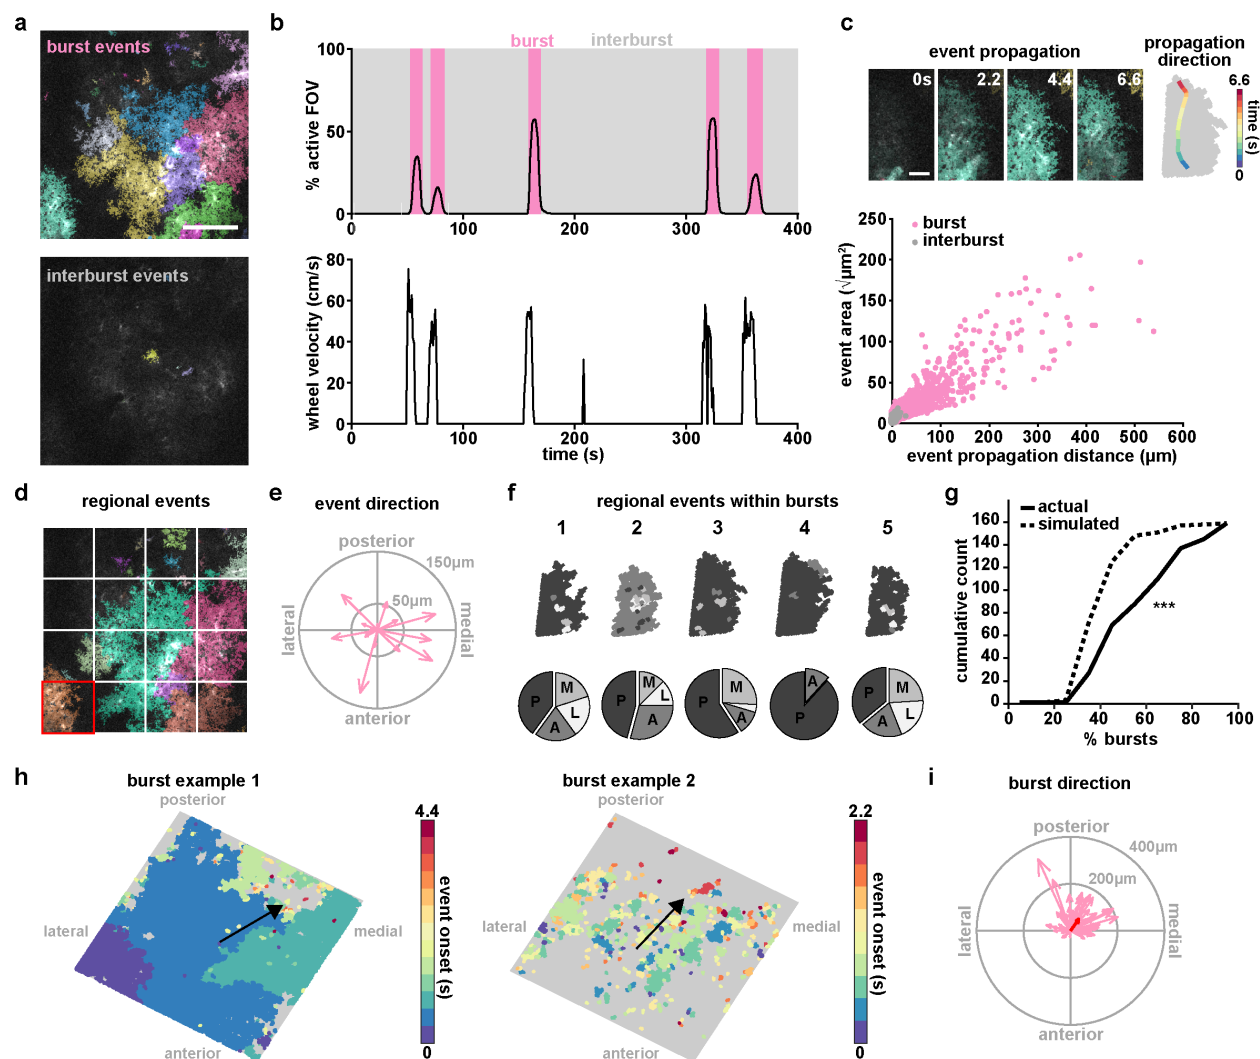 a
burst events
interburst events
b
burst
interburst
% active FOV
100
50
0
0
100
200
300
400
wheel velocity (cm/s)
80
60
40
20
0
0
100
200
300
400
time (s)
c
event propagation
propagation
direction
0s
2.2
4.4
6.6
6.6
time (s)
0
burst
interburst
event area (√µm²)
250
200
150
100
50
0
0
100
200
300
400
500
600
event propagation distance (µm)
d
regional events
e
event direction
posterior
150µm
50µm
lateral
medial
anterior
f
regional events within bursts
1
2
3
4
5
P
M
L
A
P
M
L
A
P
M
A
A
P
P
M
L
A
g
actual
simulated
cumulative count
160
140
120
100
80
60
40
20
0
***
0
20
40
60
80
100
% bursts
h
burst example 1
posterior
lateral
medial
anterior
4.4
event onset (s)
0
burst example 2
posterior
lateral
medial
anterior
2.2
event onset (s)
0
i
burst direction
posterior
400µm
200µm
lateral
medial
anterior